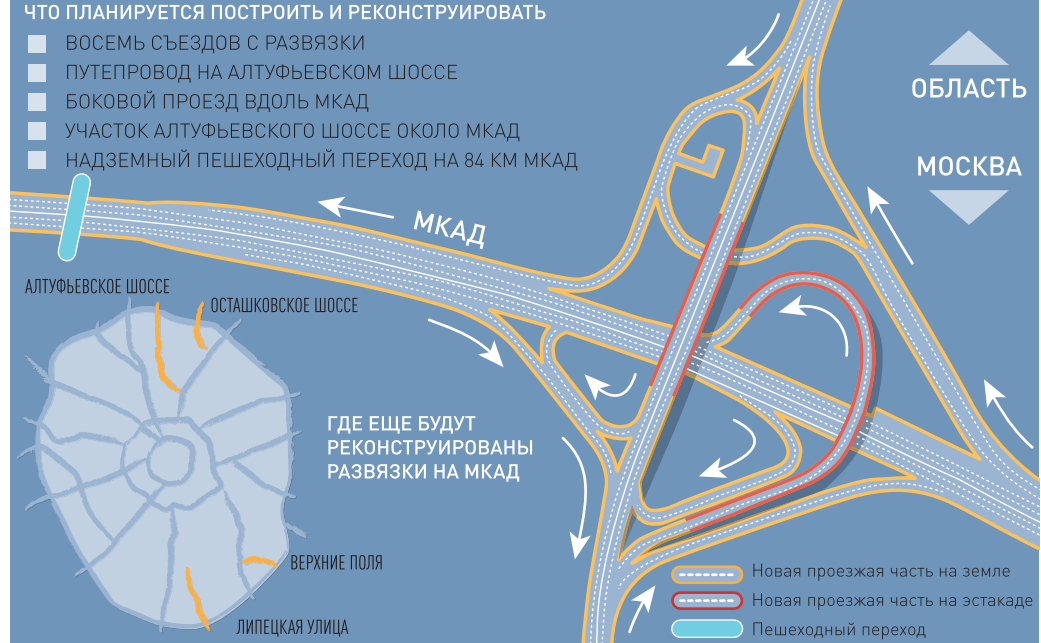 ЧТО ПЛАНИРУЕТСЯ ПОСТРОИТЬ И РЕКОНСТРУИРОВАТЬ
ВОСЕМЬ СЪЕЗДОВ С РАЗВЯЗКИ
ПУТЕПРОВОД НА АЛТУФЬЕВСКОМ ШОССЕ
БОКОВОЙ ПРОЕЗД ВДОЛЬ МКАД
УЧАСТОК АЛТУФЬЕВСКОГО ШОССЕ ОКОЛО МКАД
НАДЗЕМНЫЙ ПЕШЕХОДНЫЙ ПЕРЕХОД НА 84 КМ МКАД
ОБЛАСТЬ
МОСКВА
МКАД
АЛТУФЬЕВСКОЕ ШОССЕ
ОСТАШКОВСКОЕ ШОССЕ
ГДЕ ЕЩЕ БУДУТ
РЕКОНСТРУИРОВАНЫ
РАЗВЯЗКИ НА МКАД
ВЕРХНИЕ ПОЛЯ
ЛИПЕЦКАЯ УЛИЦА
Новая проезжая часть на земле
Новая проезжая часть на эстакаде
Пешеходный переход